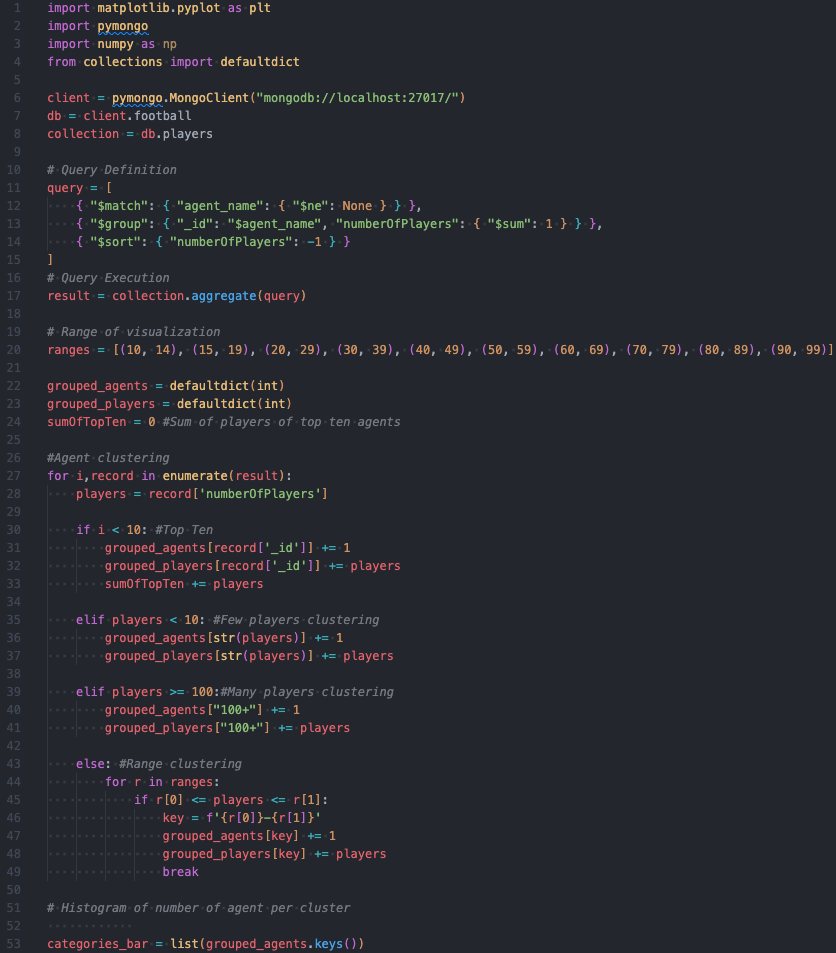 1 import matplotlib.pyplot as plt
2 import pymongo
3 import numpy as np
4 from collections import defaultdict
5
6 client = pymongo.MongoClient("mongodb://localhost:27017/")
7 db = client.football
8 collection = db.players
9
10 # Query Definition
11 query = [
12     { "$match": { "agent_name": { "$ne": None } } },
13     { "$group": { "_id": "$agent_name", "numberOfPlayers": { "$sum": 1 } } },
14     { "$sort": { "numberOfPlayers": -1 } }
15 ]
16 # Query Execution
17 result = collection.aggregate(query)
18
19 # Range of visualization
20 ranges = [(10, 14), (15, 19), (20, 29), (30, 39), (40, 49), (50, 59), (60, 69), (70, 79), (80, 89), (90, 99)]
21
22 grouped_agents = defaultdict(int)
23 grouped_players = defaultdict(int)
24 sumOfTopTen = 0 #Sum of players of top ten agents
25
26 #Agent clustering
27 for i,record in enumerate(result):
28     players = record['numberOfPlayers']
29
30     if i < 10: #Top Ten
31         grouped_agents[record['_id']] += 1
32         grouped_players[record['_id']] += players
33         sumOfTopTen += players
34
35     elif players < 10: #Few players clustering
36         grouped_agents[str(players)] += 1
37         grouped_players[str(players)] += players
38
39     elif players >= 100:#Many players clustering
40         grouped_agents["100+"] += 1
41         grouped_players["100+"] += players
42
43     else: #Range clustering
44         for r in ranges:
45             if r[0] <= players <= r[1]:
46                 key = f'{r[0]}-{r[1]}'
47                 grouped_agents[key] += 1
48                 grouped_players[key] += players
49                 break
50
51 # Histogram of number of agent per cluster
52
53 categories_bar = list(grouped_agents.keys())